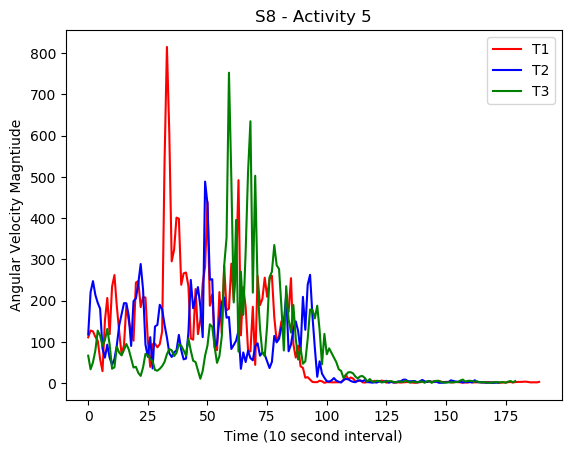 S8 - Activity 5
T1
T2
T3
Angular Velocity Magntiude
800
700
600
500
400
300
200
100
0
0 25 50 75 100 125 150 175
Time (10 second interval)